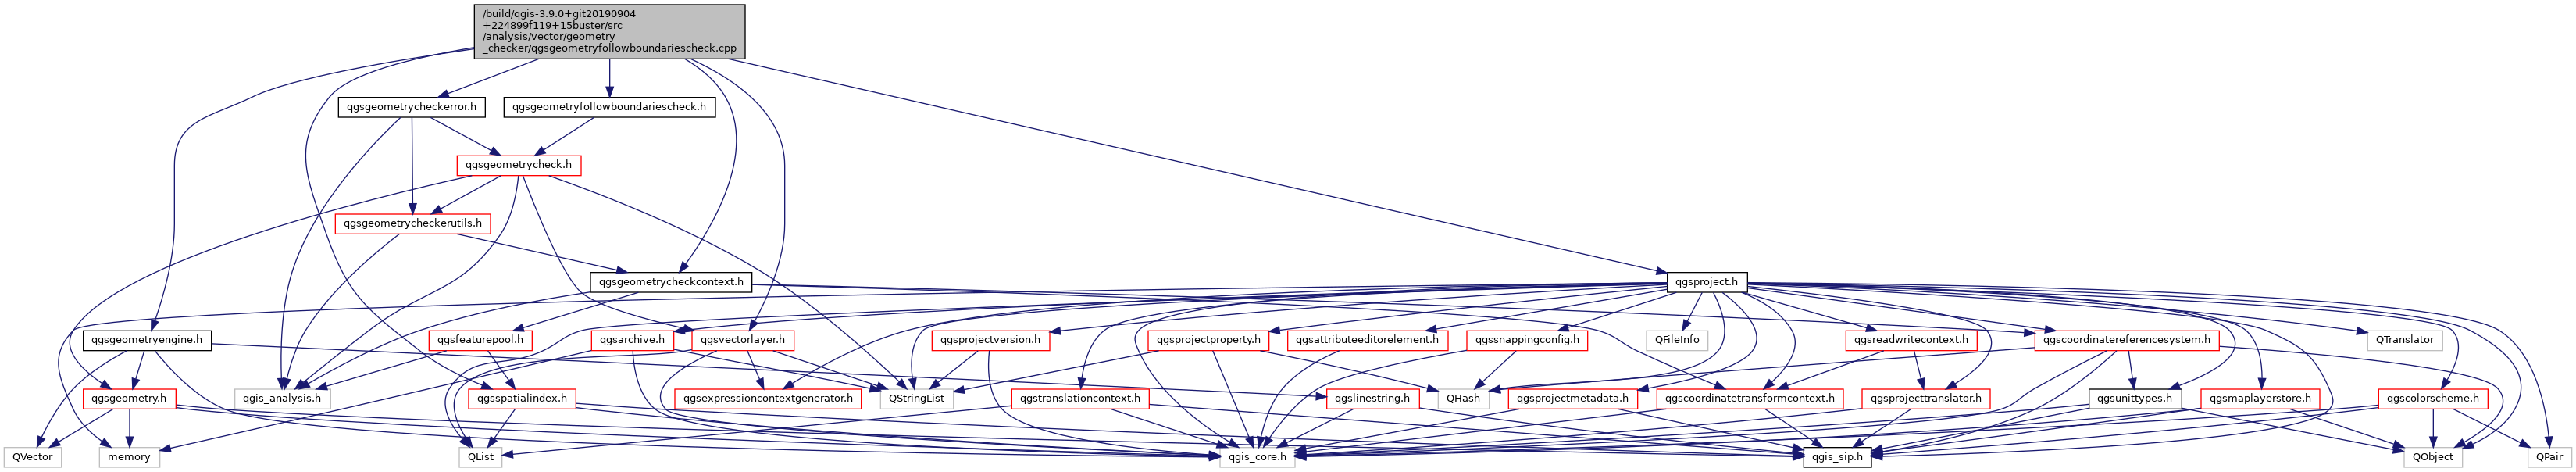 /build/qgis-3.9.0+git20190904
+224899f119+15buster/src
/analysis/vector/geometry
_checker/qgsgeometryfollowboundariescheck.cpp
qgsgeometrycheckerror.h
qgsgeometryfollowboundariescheck.h
qgsgeometrycheck.h
qgsgeometrycheckerutils.h
qgsgeometrycheckcontext.h
qgsproject.h
qgsgeometryengine.h
qgsfeaturepool.h
qgsarchive.h
qgsvectorlayer.h
qgsprojectversion.h
qgsprojectproperty.h
qgsattributeeditorelement.h
qgssnappingconfig.h
QFileInfo
qgsreadwritecontext.h
qgscoordinatereferencesystem.h
QTranslator
qgsgeometry.h
qgis_analysis.h
qgsspatialindex.h
qgsexpressioncontextgenerator.h
QStringList
qgstranslationcontext.h
qgslinestring.h
QHash
qgsprojectmetadata.h
qgscoordinatetransformcontext.h
qgsprojecttranslator.h
qgsunittypes.h
qgsmaplayerstore.h
qgscolorscheme.h
QVector
memory
QList
qgis_core.h
qgis_sip.h
QObject
QPair